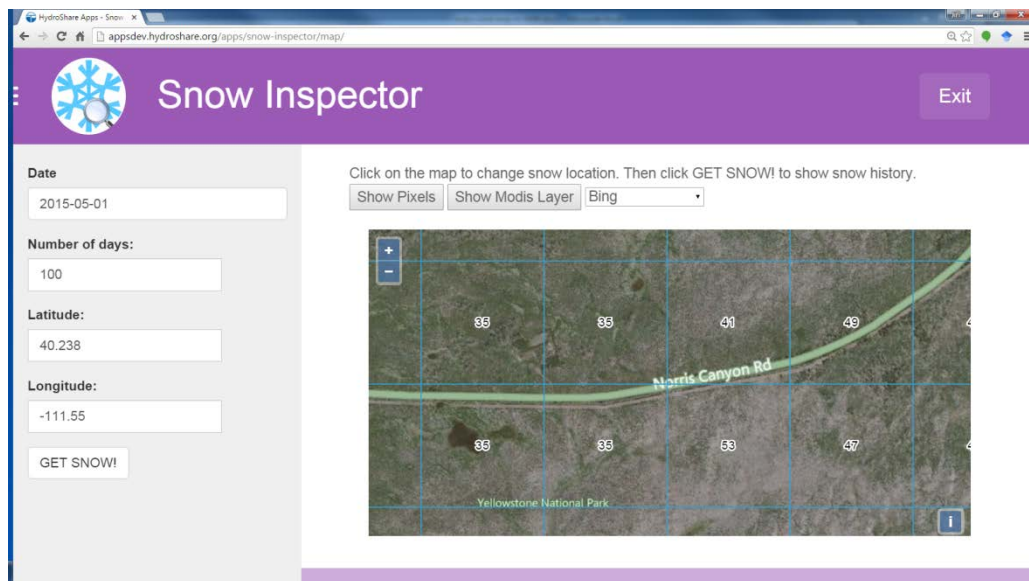 HydroShare Apps - Snow
appsdev.hydroshare.org/apps/snow-inspector/map/
Snow Inspector
Exit
Date
2015-05-01
Number of days:
100
Latitude:
40.238
Longitude:
-111.55
GET SNOW!
Click on the map to change snow location. Then click GET SNOW! to show snow history.
Show Pixels Show Modis Layer Bing
+
−
35 35 41 49 4
Norris Canyon Rd
35 35 53 47 4
Yellowstone National Park
i